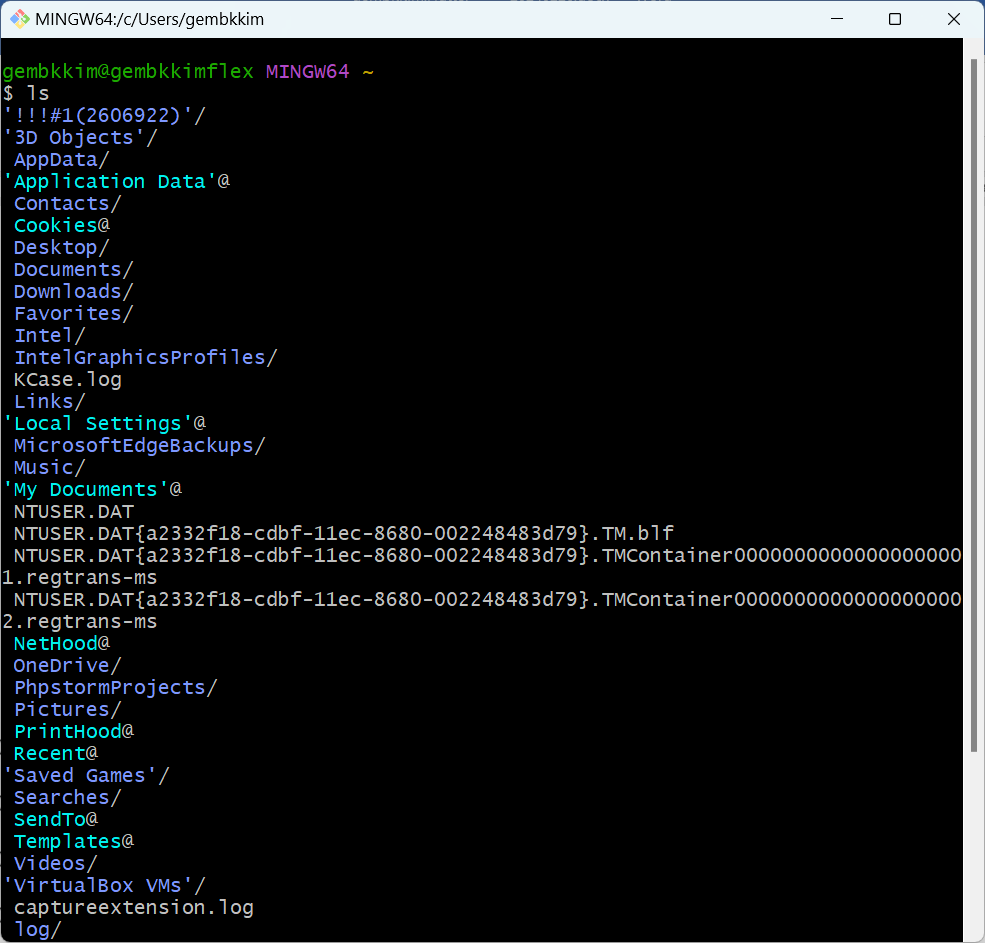 MINGW64:/c/Users/gembkkim
gembkkim@gembkkimflex MINGW64 ~
$ ls
'!!!#1(2606922)'/
'3D Objects'/
AppData/
'Application Data'@
Contacts/
Cookies@
Desktop/
Documents/
Downloads/
Favorites/
Intel/
IntelGraphicsProfiles/
KCase.log
Links/
'Local Settings'@
MicrosoftEdgeBackups/
Music/
'My Documents'@
NTUSER.DAT
NTUSER.DAT{a2332f18-cdbf-11ec-8680-002248483d79}.TM.blf
NTUSER.DAT{a2332f18-cdbf-11ec-8680-002248483d79}.TMContainer0000000000000000000
1.regtrans-ms
NTUSER.DAT{a2332f18-cdbf-11ec-8680-002248483d79}.TMContainer0000000000000000000
2.regtrans-ms
NetHood@
OneDrive/
PhpstormProjects/
Pictures/
PrintHood@
Recent@
'Saved Games'/
Searches/
SendTo@
Templates@
Videos/
'VirtualBox VMs'/
captureextension.log
log/